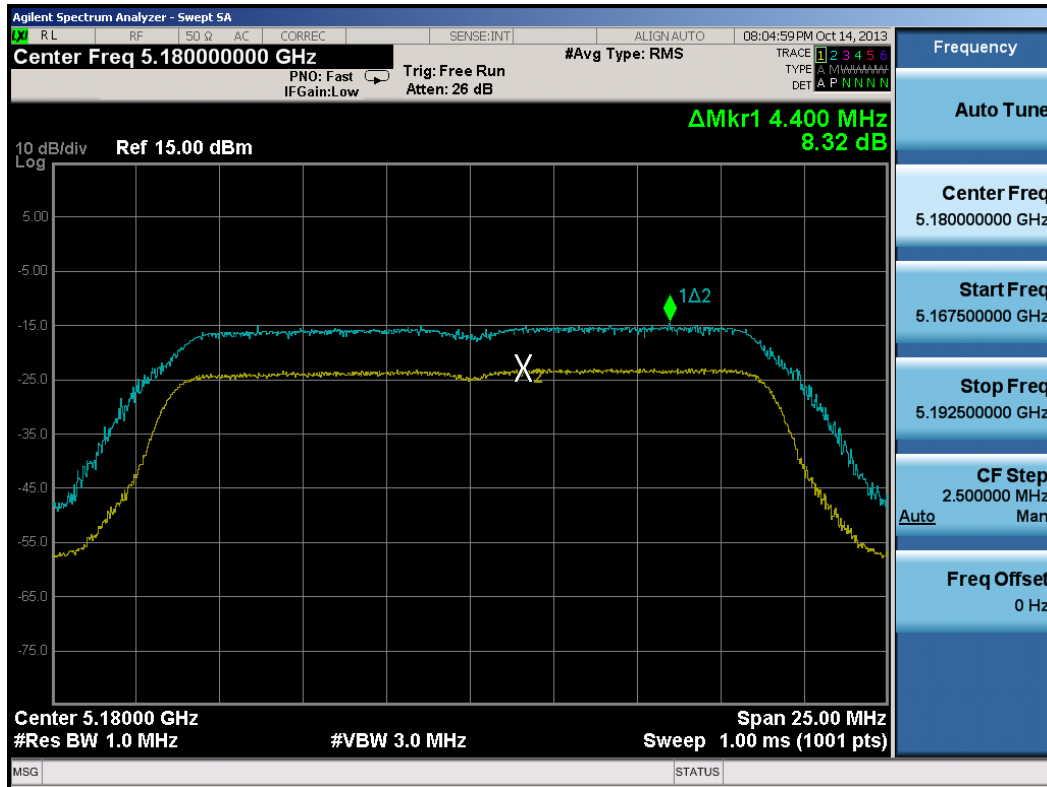 Agilent Spectrum Analyzer - Swept SA
LXI RL RF 50 Ω AC CORREC SENSE:INT ALIGN AUTO 08:04:59 PM Oct 14, 2013
Center Freq 5.180000000 GHz
PNO: Fast
IFGain:Low
Trig: Free Run
Atten: 26 dB
#Avg Type: RMS
TRACE 1 2 3 4 5 6
TYPE A M
DET A P N N N N
ΔMkr1 4.400 MHz
8.32 dB
10 dB/div Ref 15.00 dBm
Log
5.00
-5.00
-15.0
-25.0
-35.0
-45.0
-55.0
-65.0
-75.0
1Δ2
X2
Center 5.18000 GHz
Span 25.00 MHz
#Res BW 1.0 MHz
#VBW 3.0 MHz
Sweep 1.00 ms (1001 pts)
MSG
STATUS
Frequency
Auto Tune
Center Freq
5.180000000 GHz
Start Freq
5.167500000 GHz
Stop Freq
5.192500000 GHz
CF Step
2.500000 MHz
Auto Man
Freq Offset
0 Hz